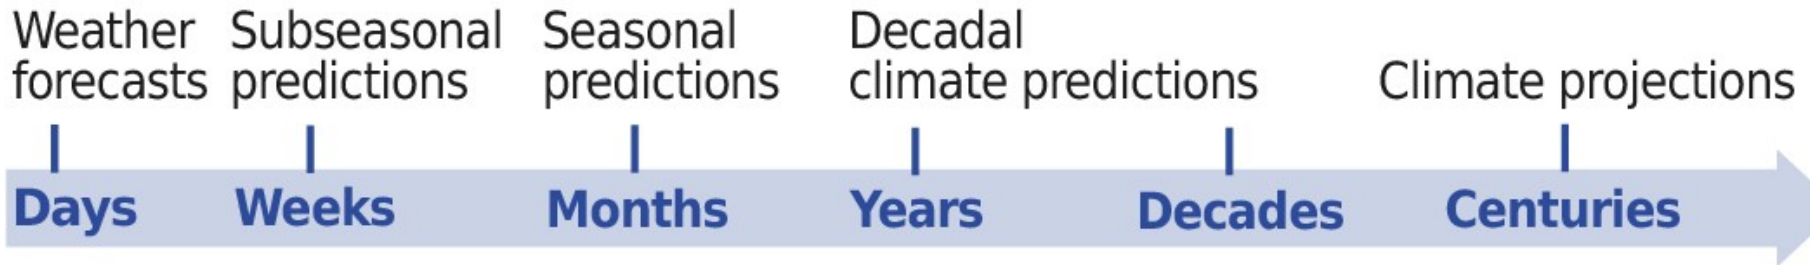 Weather forecasts
Subseasonal predictions
Seasonal predictions
Decadal climate predictions
Climate projections
Days
Weeks
Months
Years
Decades
Centuries